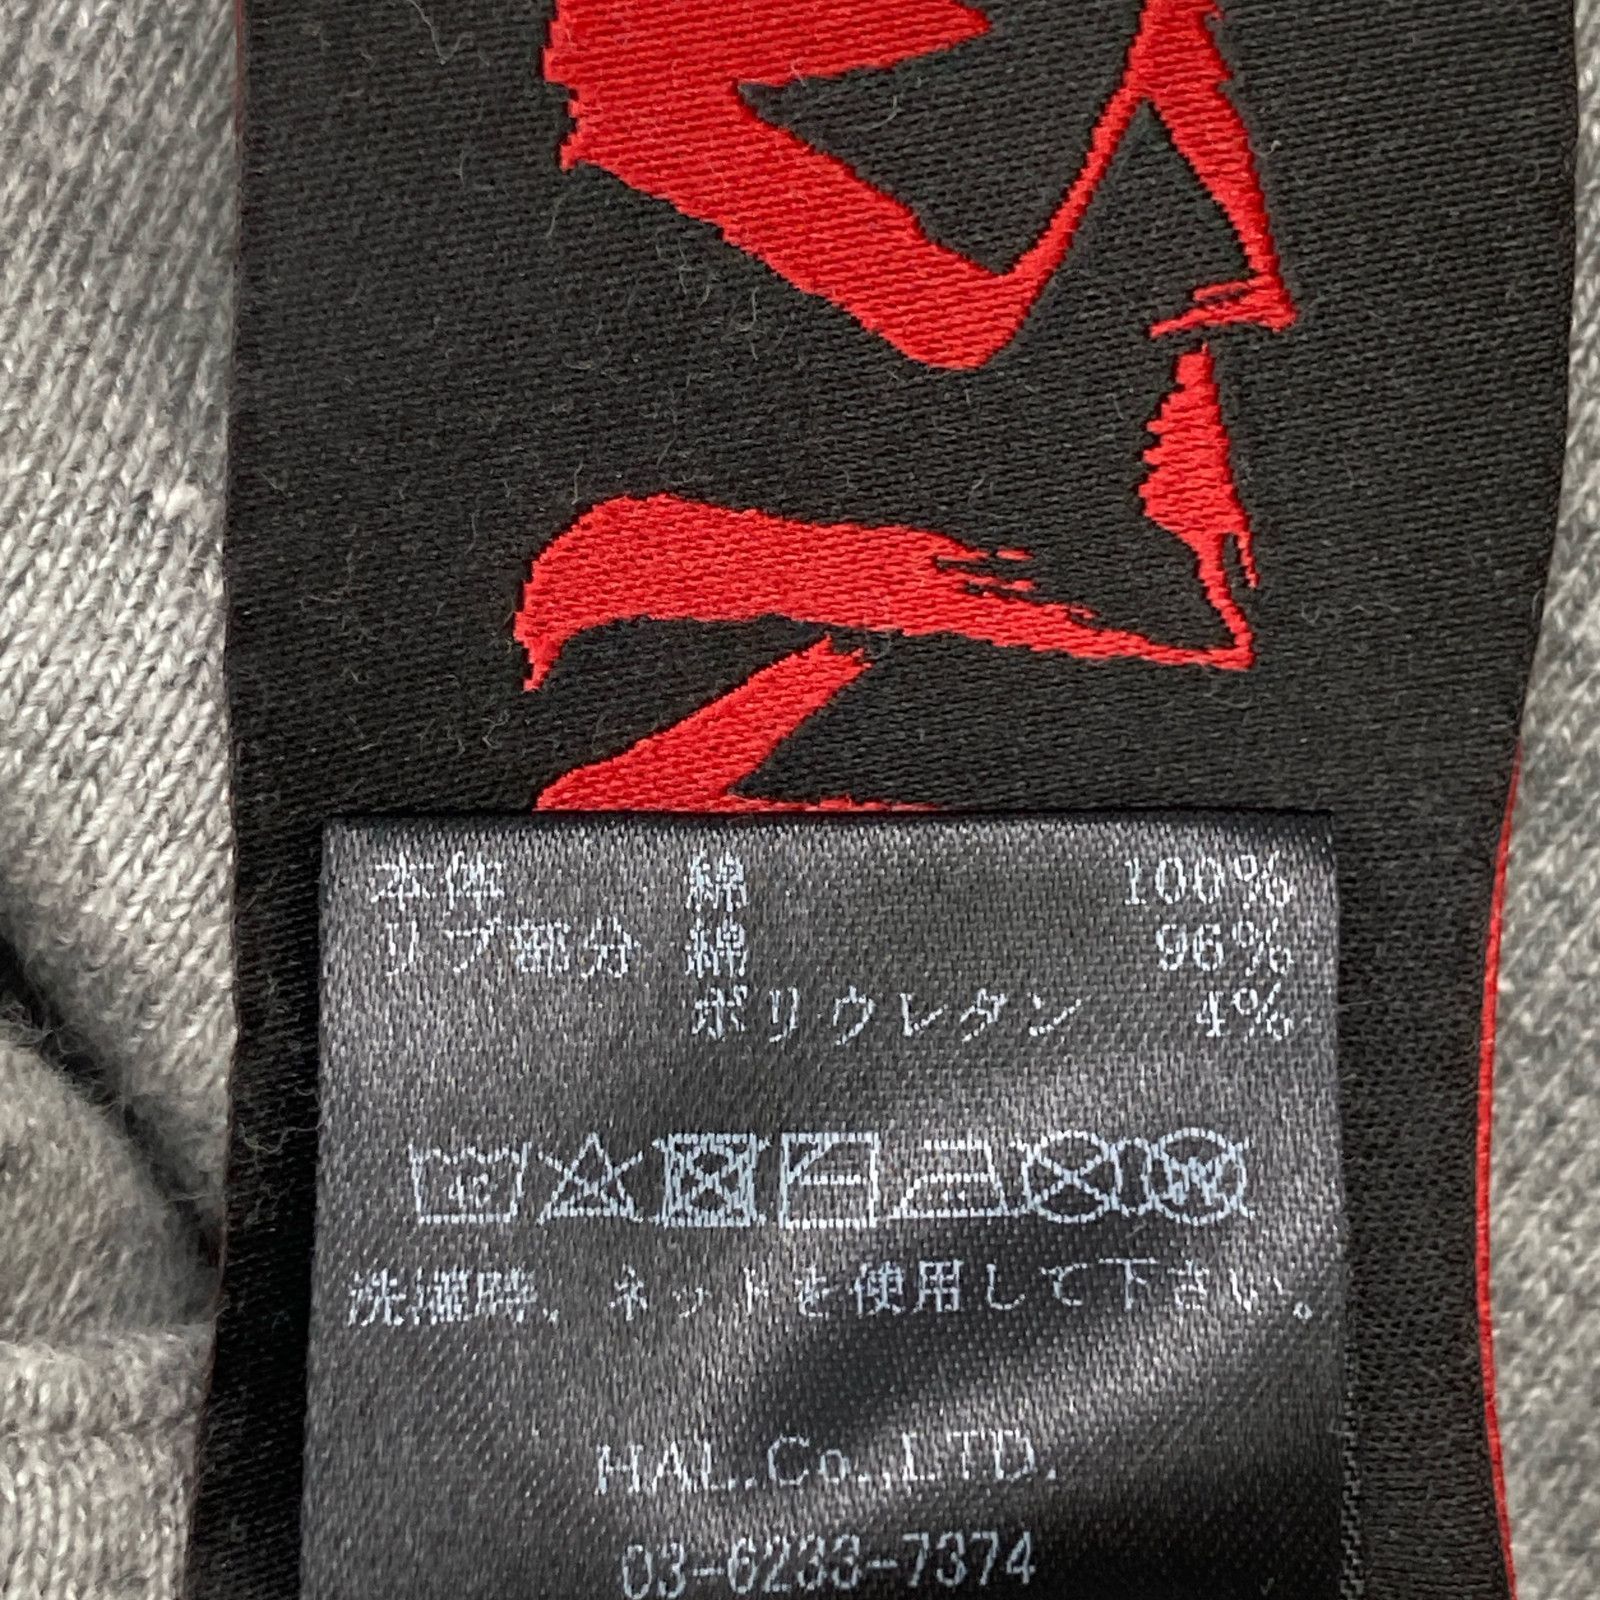 本体 綿 100%
リブ部分 綿 96%
ポリウレタン 4%
洗濯時、ネットを使用して下さい。
HAL.Co.,LTD.
03-6233-7374